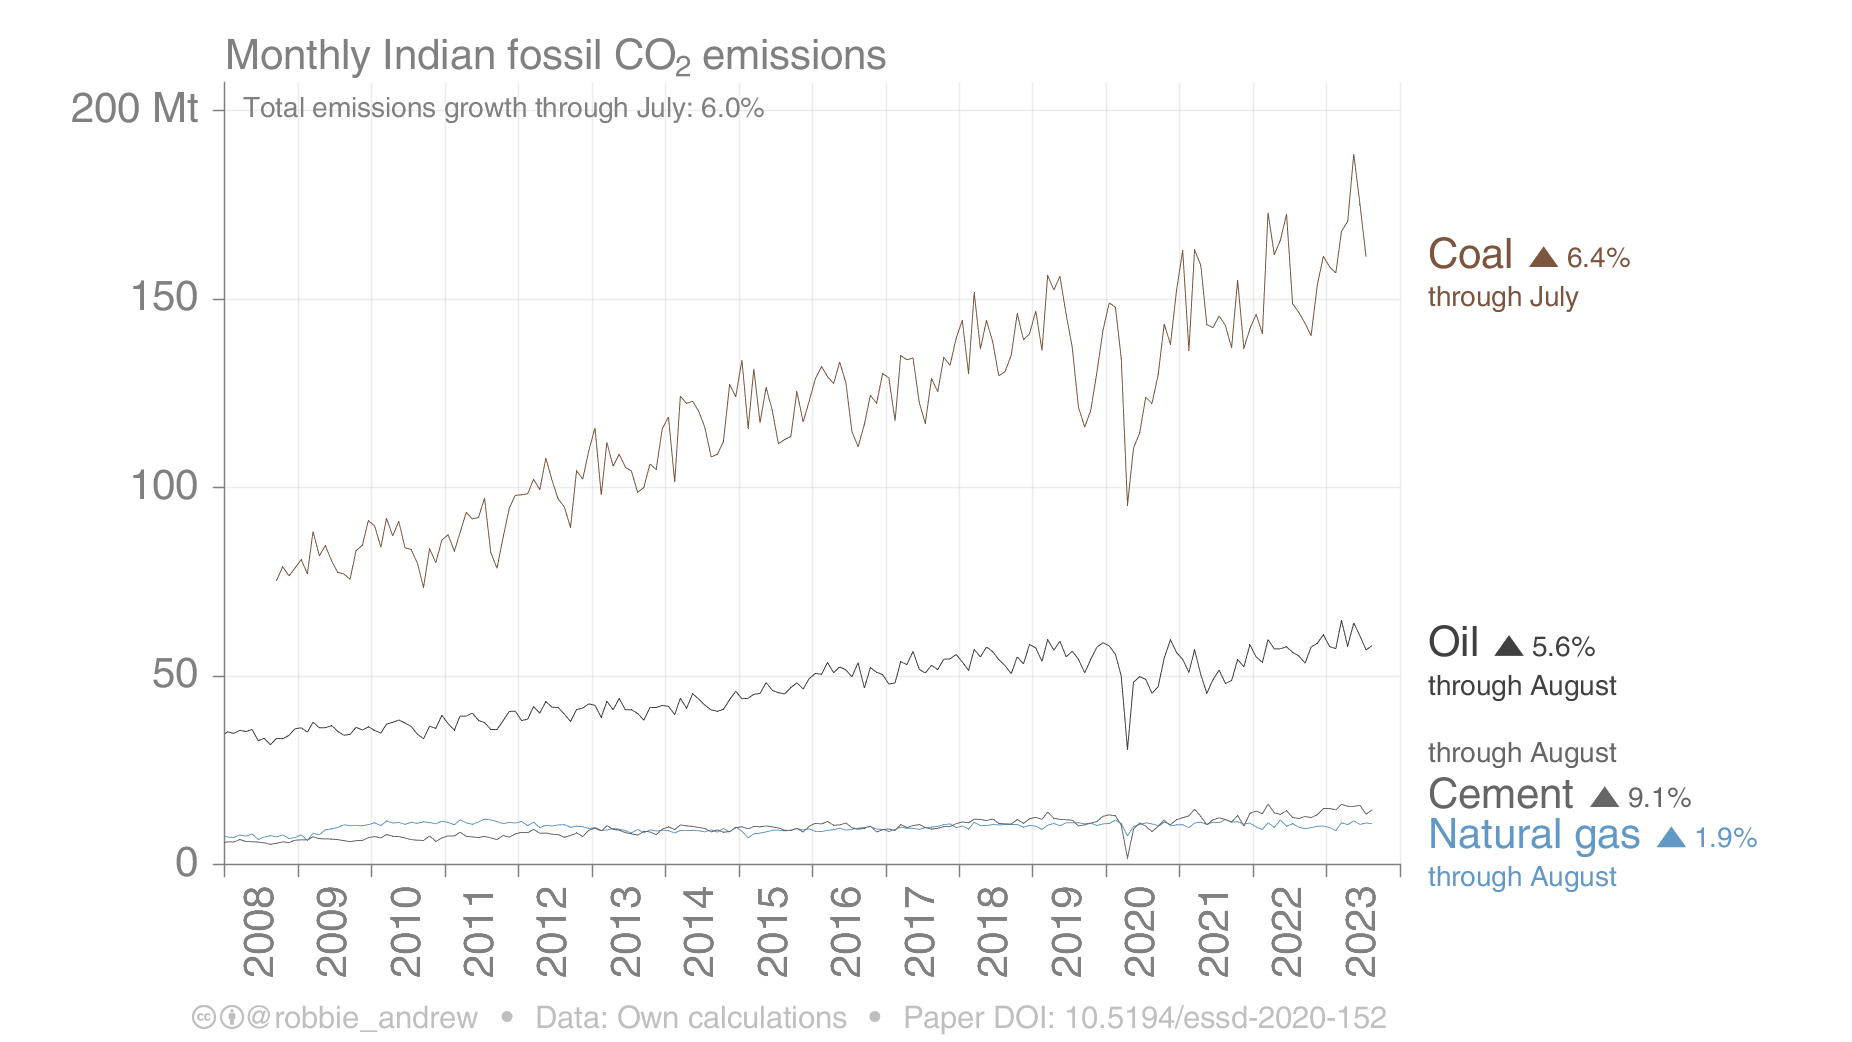 Monthly Indian fossil CO₂ emissions
Total emissions growth through July: 6.0%
200 Mt
150
100
50
0
Coal ▲ 6.4%
through July
Oil ▲ 5.6%
through August
through August
Cement ▲ 9.1%
Natural gas ▲ 1.9%
through August
2008 2009 2010 2011 2012 2013 2014 2015 2016 2017 2018 2019 2020 2021 2022 2023
@robbie_andrew • Data: Own calculations • Paper DOI: 10.5194/essd-2020-152